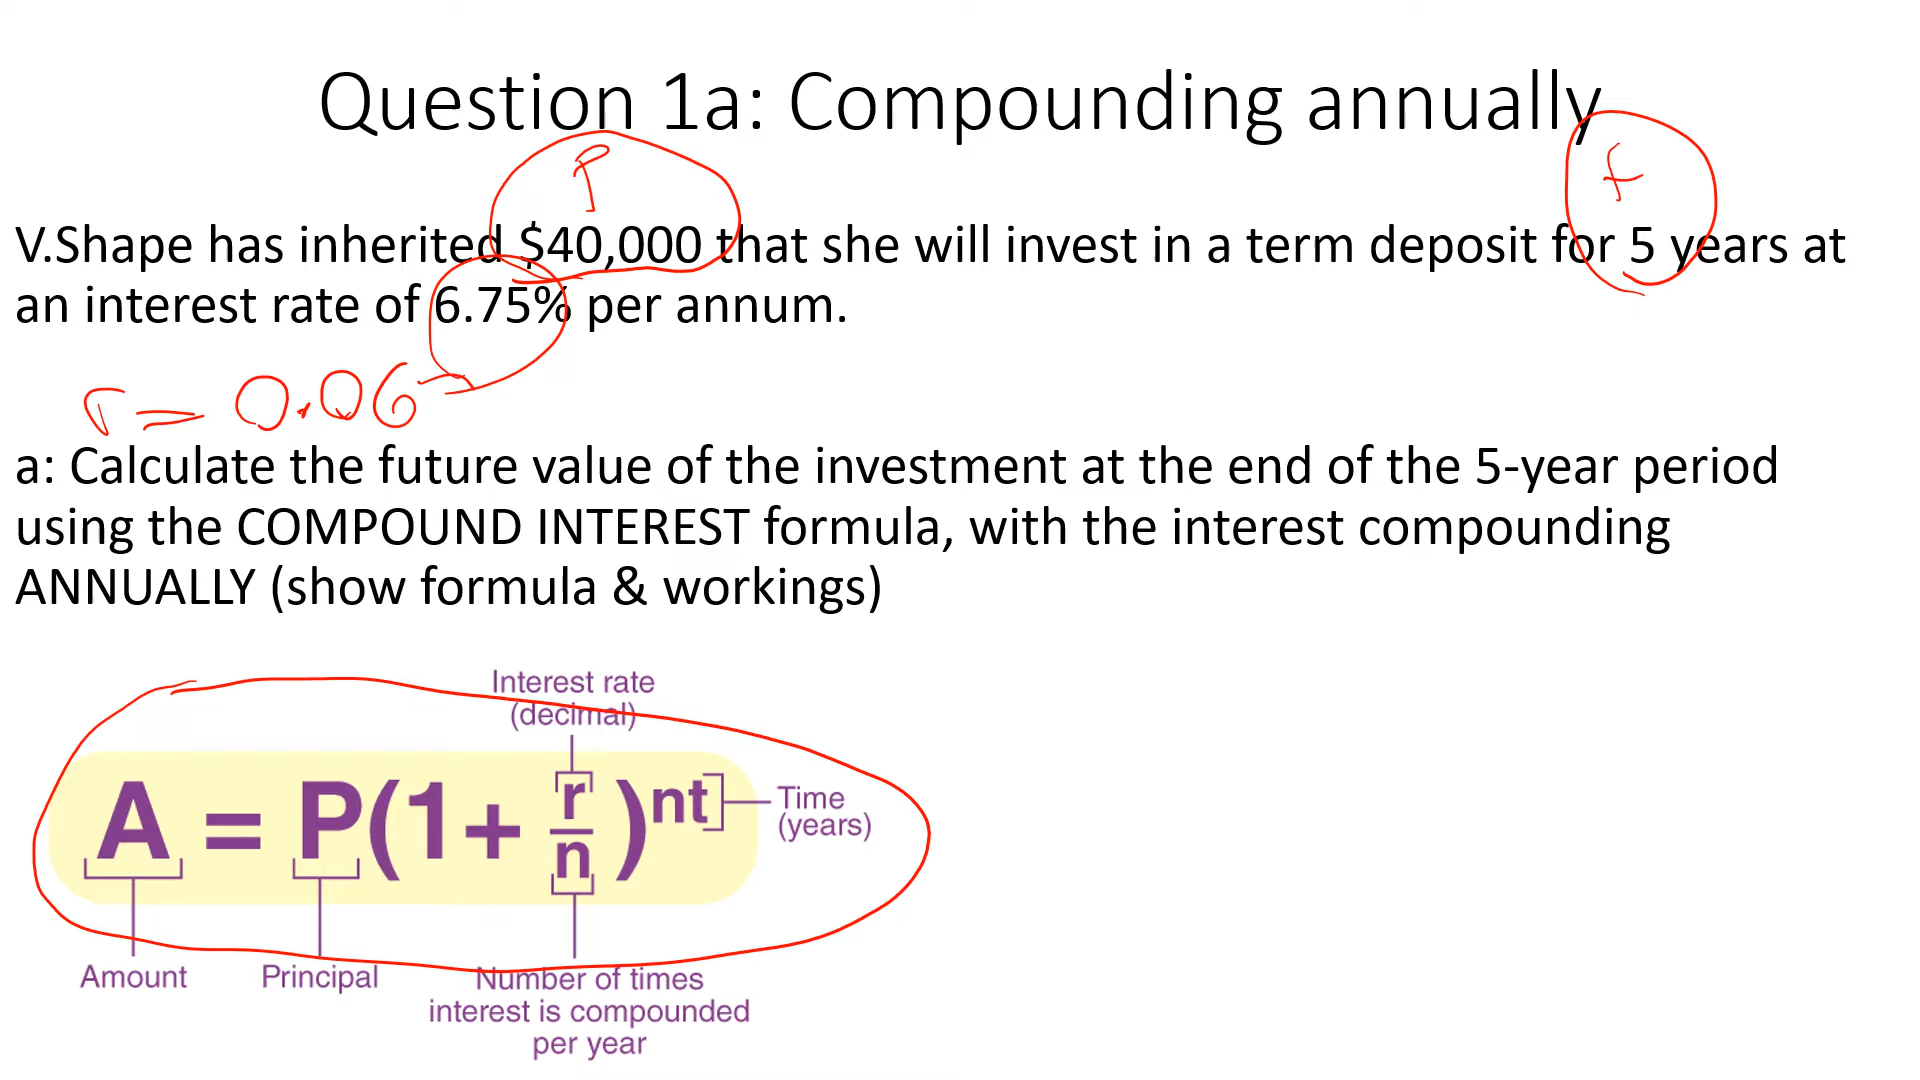 Question 1a: Compounding annually
P
t
V.Shape has inherited $40,000 that she will invest in a term deposit for 5 years at
an interest rate of 6.75% per annum.
r = 0.06
a: Calculate the future value of the investment at the end of the 5-year period
using the COMPOUND INTEREST formula, with the interest compounding
ANNUALLY (show formula & workings)
Interest rate
(decimal)
A = P(1+ r/n)nt
Time
(years)
Amount
Principal
Number of times
interest is compounded
per year